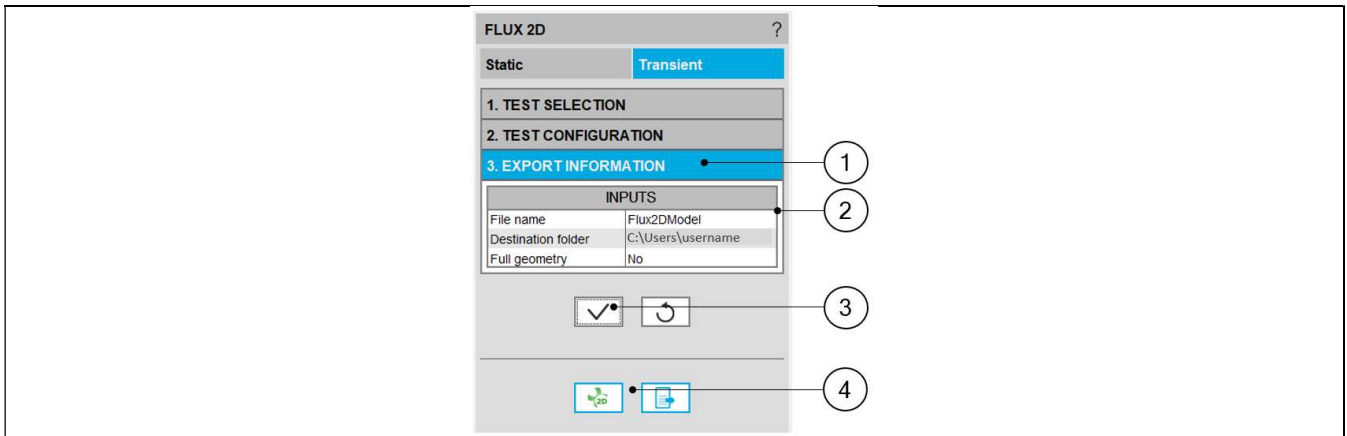 FLUX 2D ?
Static Transient
1. TEST SELECTION
2. TEST CONFIGURATION
3. EXPORT INFORMATION
1
INPUTS
2
File name Flux2DModel
Destination folder C:\Users\username
Full geometry No
3
2D
4